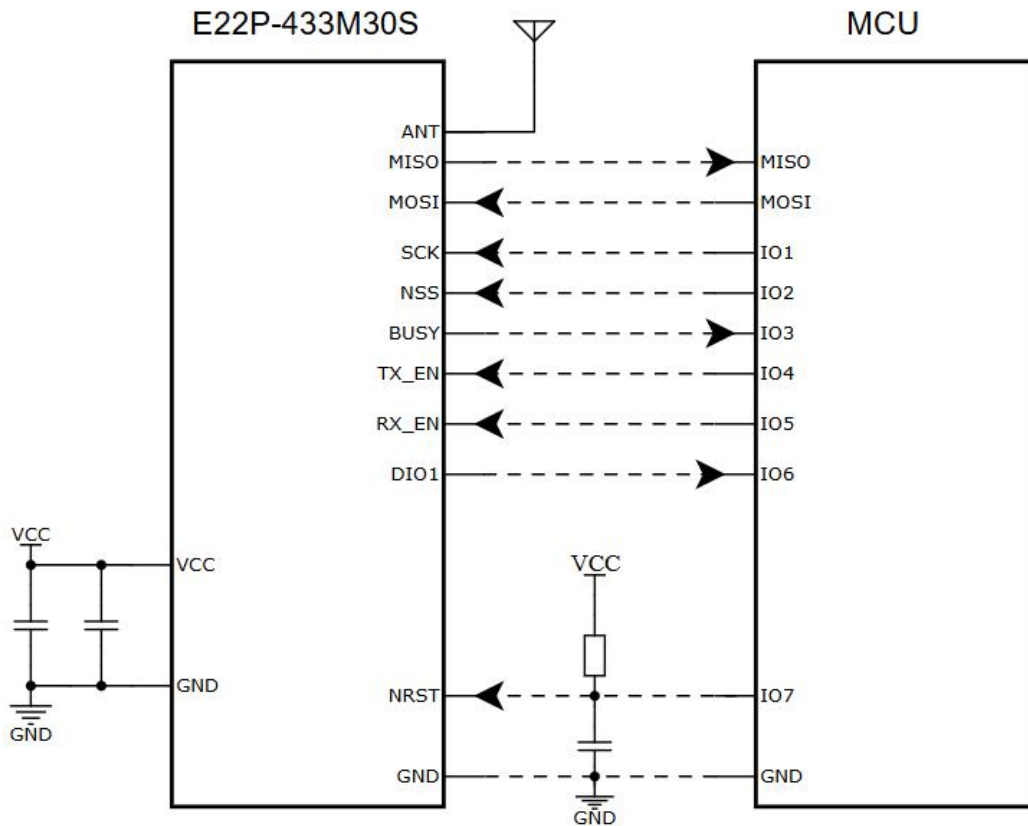 E22P-433M30S
MCU
ANT
MISO
MISO
MOSI
MOSI
SCK
IO1
NSS
IO2
BUSY
IO3
TX_EN
IO4
RX_EN
IO5
DIO1
IO6
VCC
VCC
VCC
GND
NRST
IO7
GND
GND
GND
GND